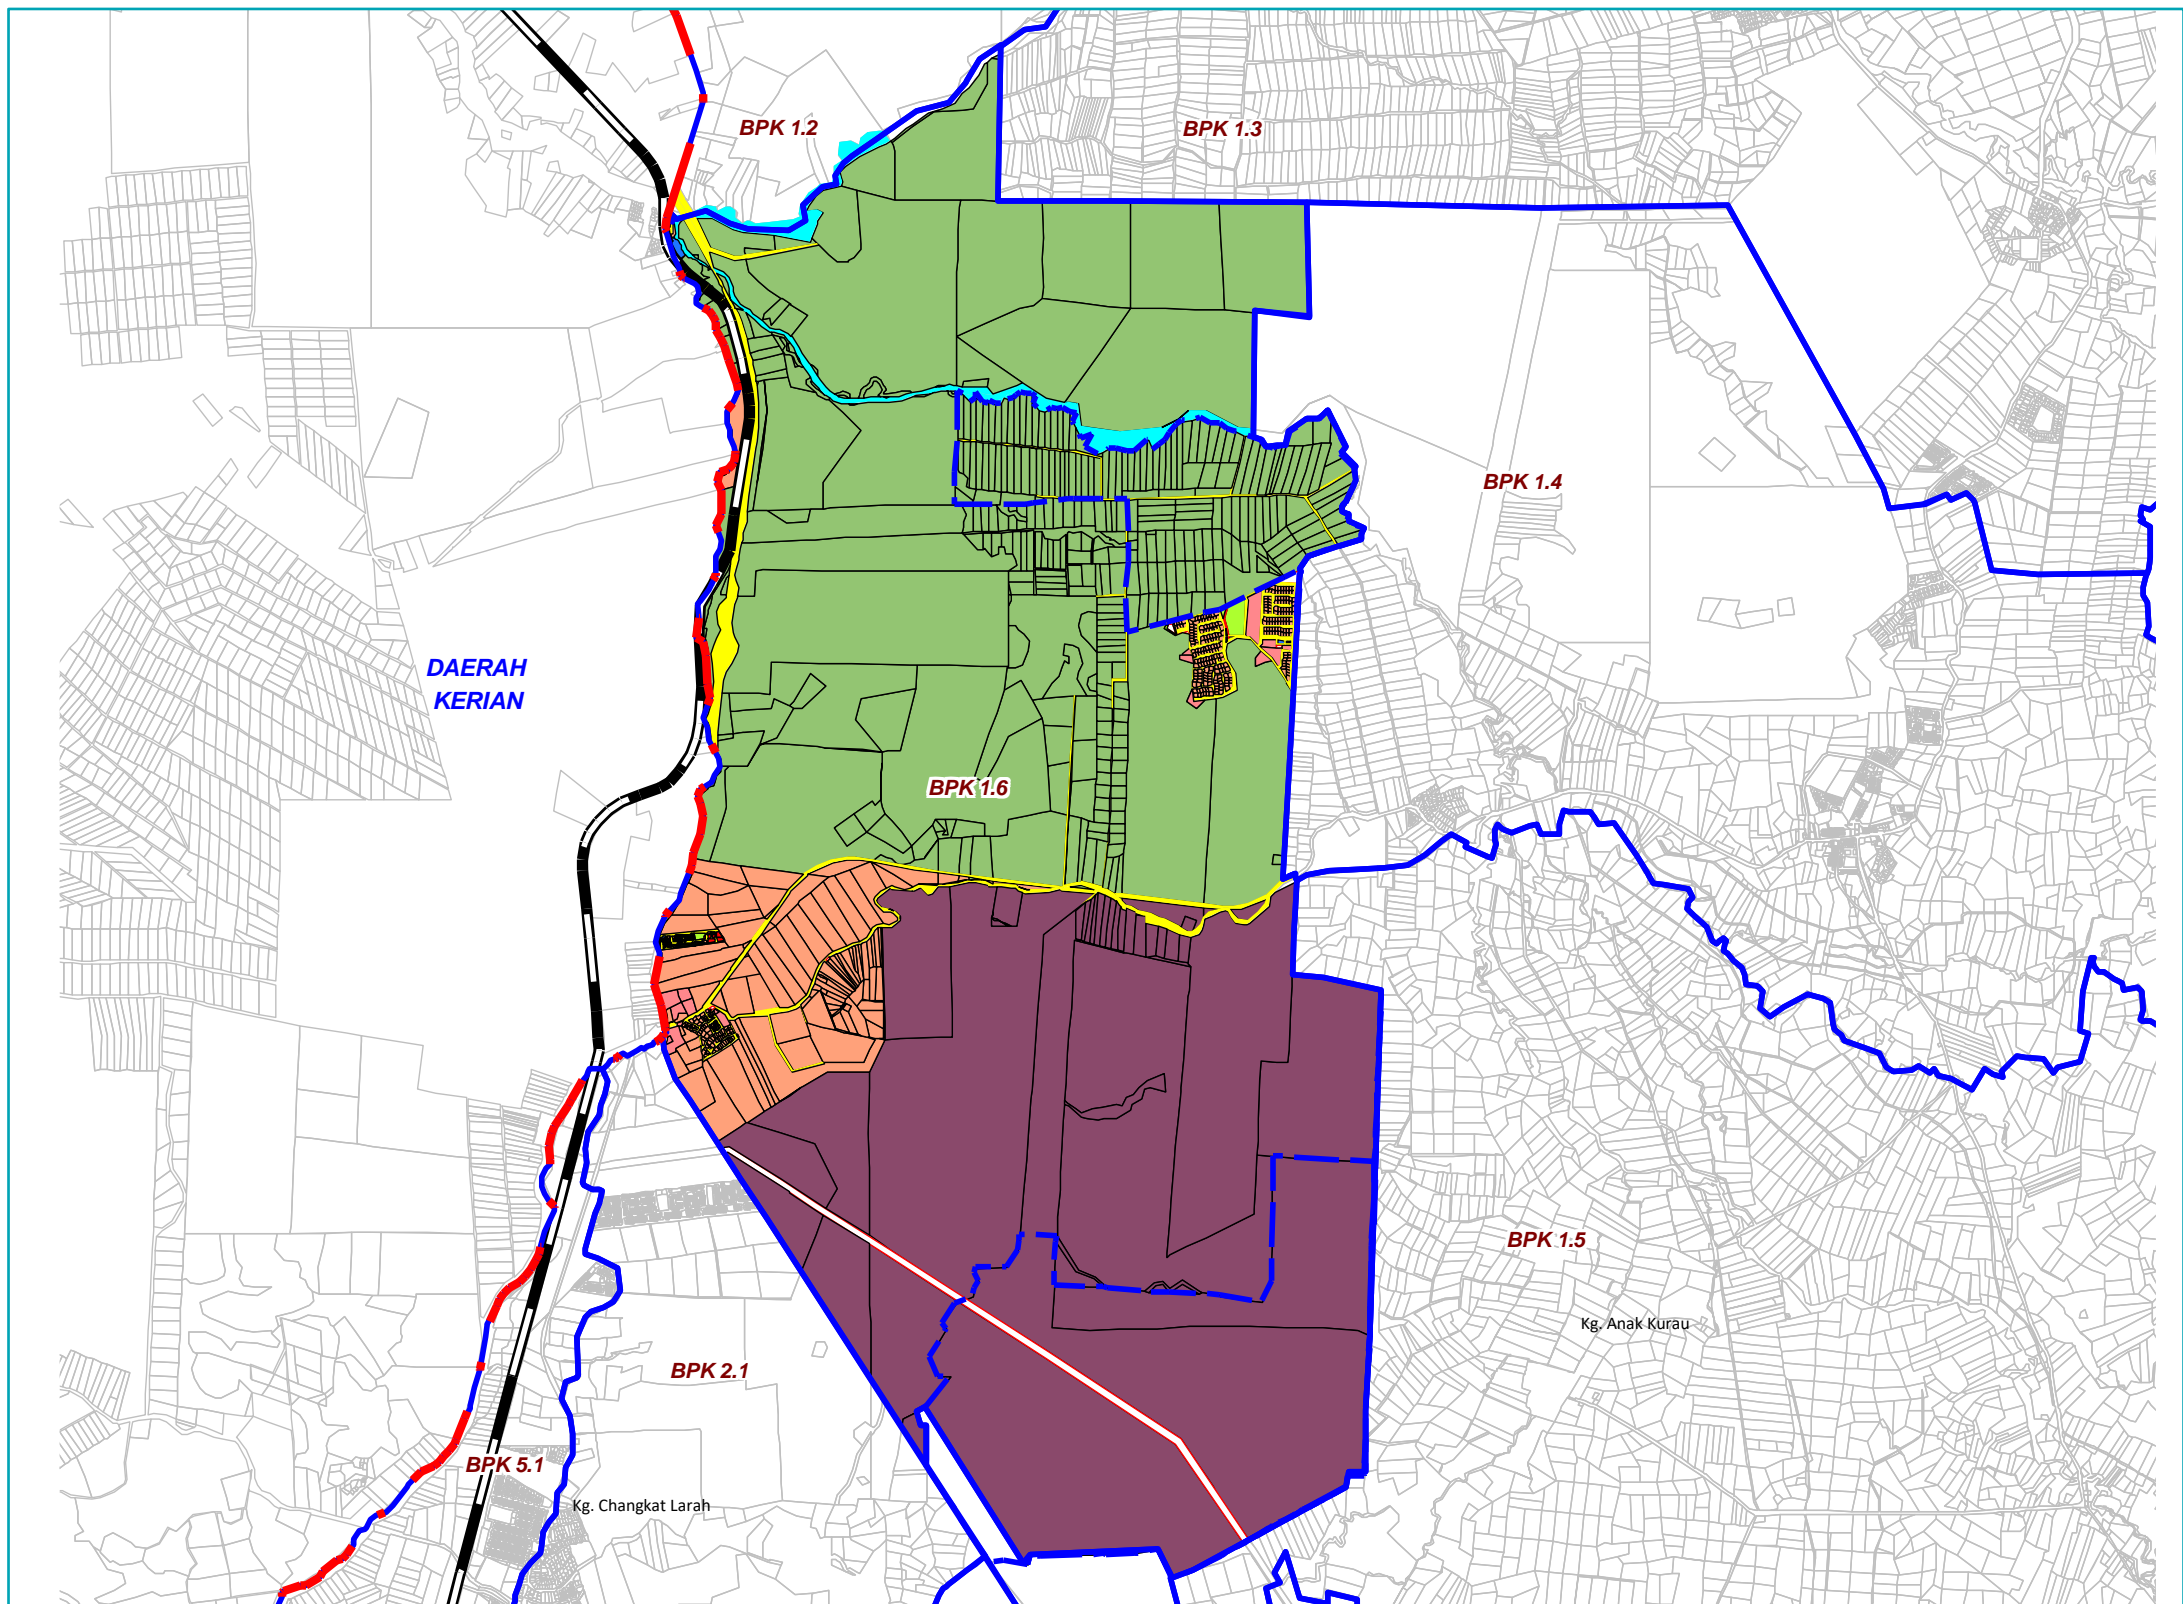 BPK 1.2
BPK 1.3
BPK 1.4
DAERAH
KERIAN
BPK 1.6
BPK 1.5
Kg. Anak Kurau
BPK 2.1
BPK 5.1
Kg. Changkat Larah